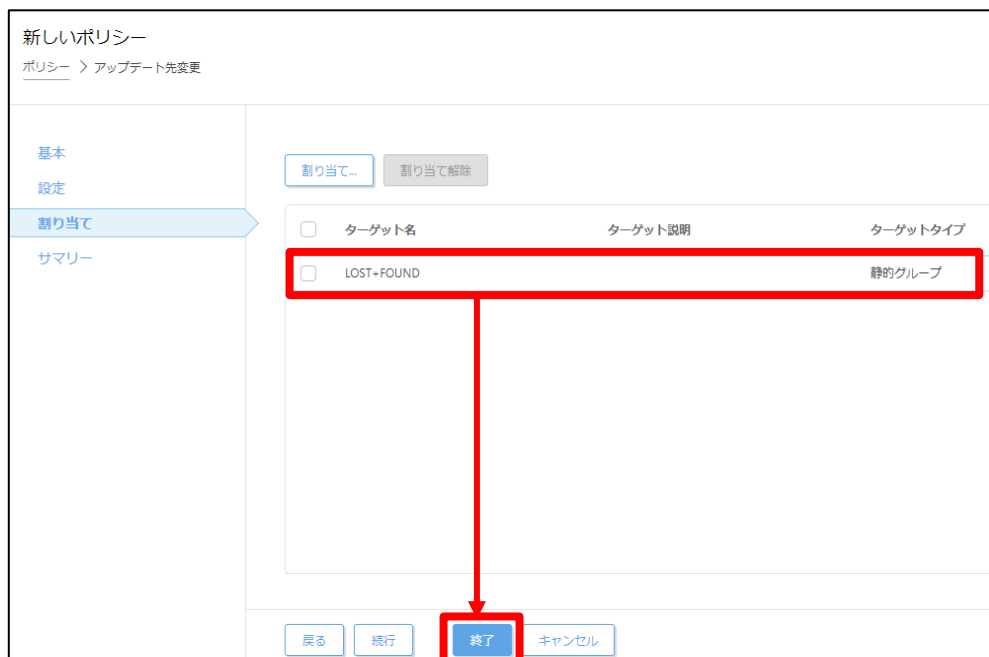 新しいポリシー
ポリシー > アップデート先変更
基本
設定
割り当て
サマリー
割り当て... 割り当て解除
ターゲット名 ターゲット説明 ターゲットタイプ
LOST+FOUND 静的グループ
戻る 続行 終了 キャンセル